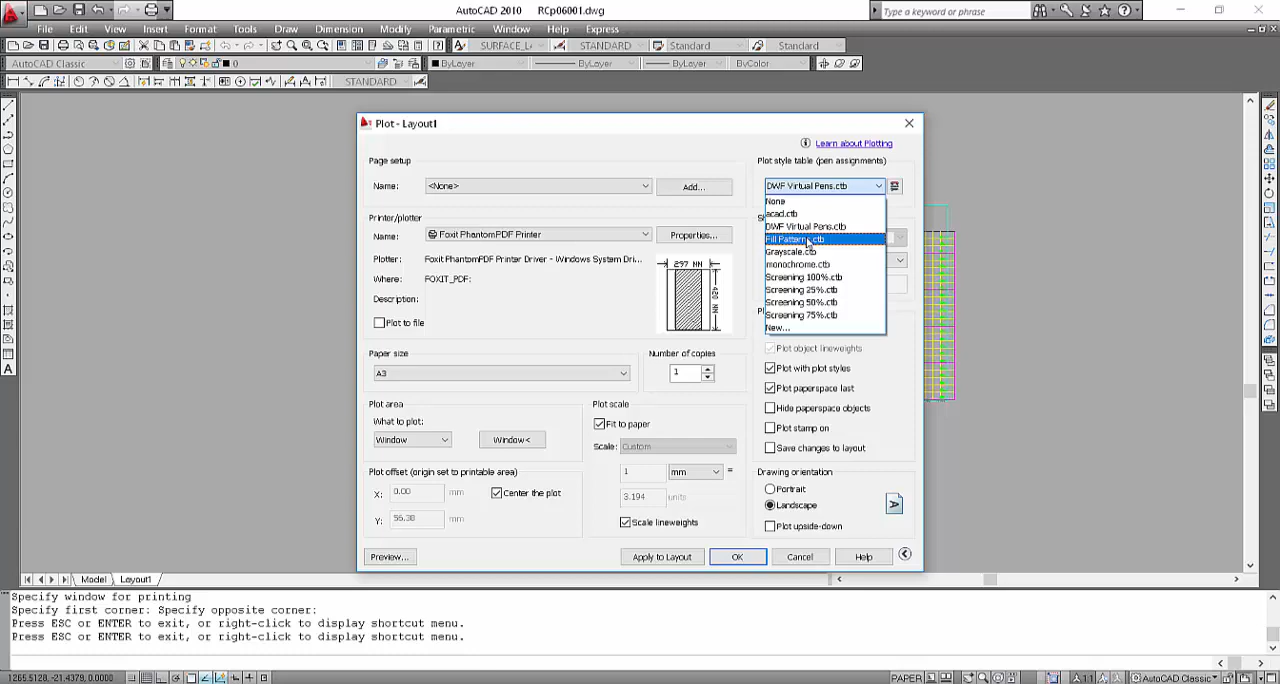 AutoCAD 2010 RCp06001.dwg
Type a keyword or phrase
File Edit View Insert Format Tools Draw Dimension Modify Parametric Window Help Express
SURFACE_L STANDARD Standard Standard
AutoCAD Classic 0 ByLayer ByLayer ByLayer ByColor
STANDARD
Plot - Layout1
Learn about Plotting
Page setup
Name: <None> Add...
Plot style table (pen assignments)
DWF Virtual Pens.ctb
None
acad.ctb
DWF Virtual Pens.ctb
Fill Patterns.ctb
Grayscale.ctb
monochrome.ctb
Screening 100%.ctb
Screening 25%.ctb
Screening 50%.ctb
Screening 75%.ctb
New...
Printer/plotter
Name: Foxit PhantomPDF Printer Properties...
Plotter: Foxit PhantomPDF Printer Driver - Windows System Dri...
Where: FOXIT_PDF:
Description:
Plot to file
297 MM
420 MM
Paper size
A3
Number of copies
1
Plot area
What to plot:
Window Window<
Plot scale
Fit to paper
Scale: Custom
1 mm =
3.194 units
Scale lineweights
Plot offset (origin set to printable area)
X: 0.00 mm Center the plot
Y: 56.38 mm
Plot object lineweights
Plot with plot styles
Plot paperspace last
Hide paperspace objects
Plot stamp on
Save changes to layout
Drawing orientation
Portrait
Landscape
Plot upside-down
A
Preview... Apply to Layout OK Cancel Help
Model Layout1
Specify window for printing
Specify first corner: Specify opposite corner:
Press ESC or ENTER to exit, or right-click to display shortcut menu.
Press ESC or ENTER to exit, or right-click to display shortcut menu.
1265.5128, -21.4379, 0.0000 PAPER 1:1 AutoCAD Classic